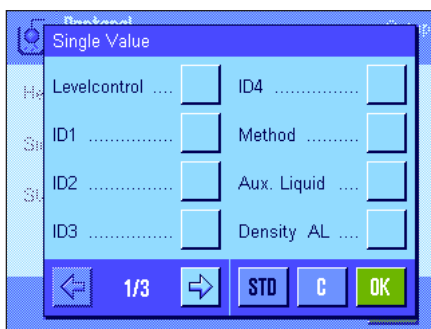 Single Value
Levelcontrol ....
ID1 ...............
ID2 ...............
ID3 ...............
ID4 ...............
Method .........
Aux. Liquid ....
Density AL ....
1/3
STD
C
OK